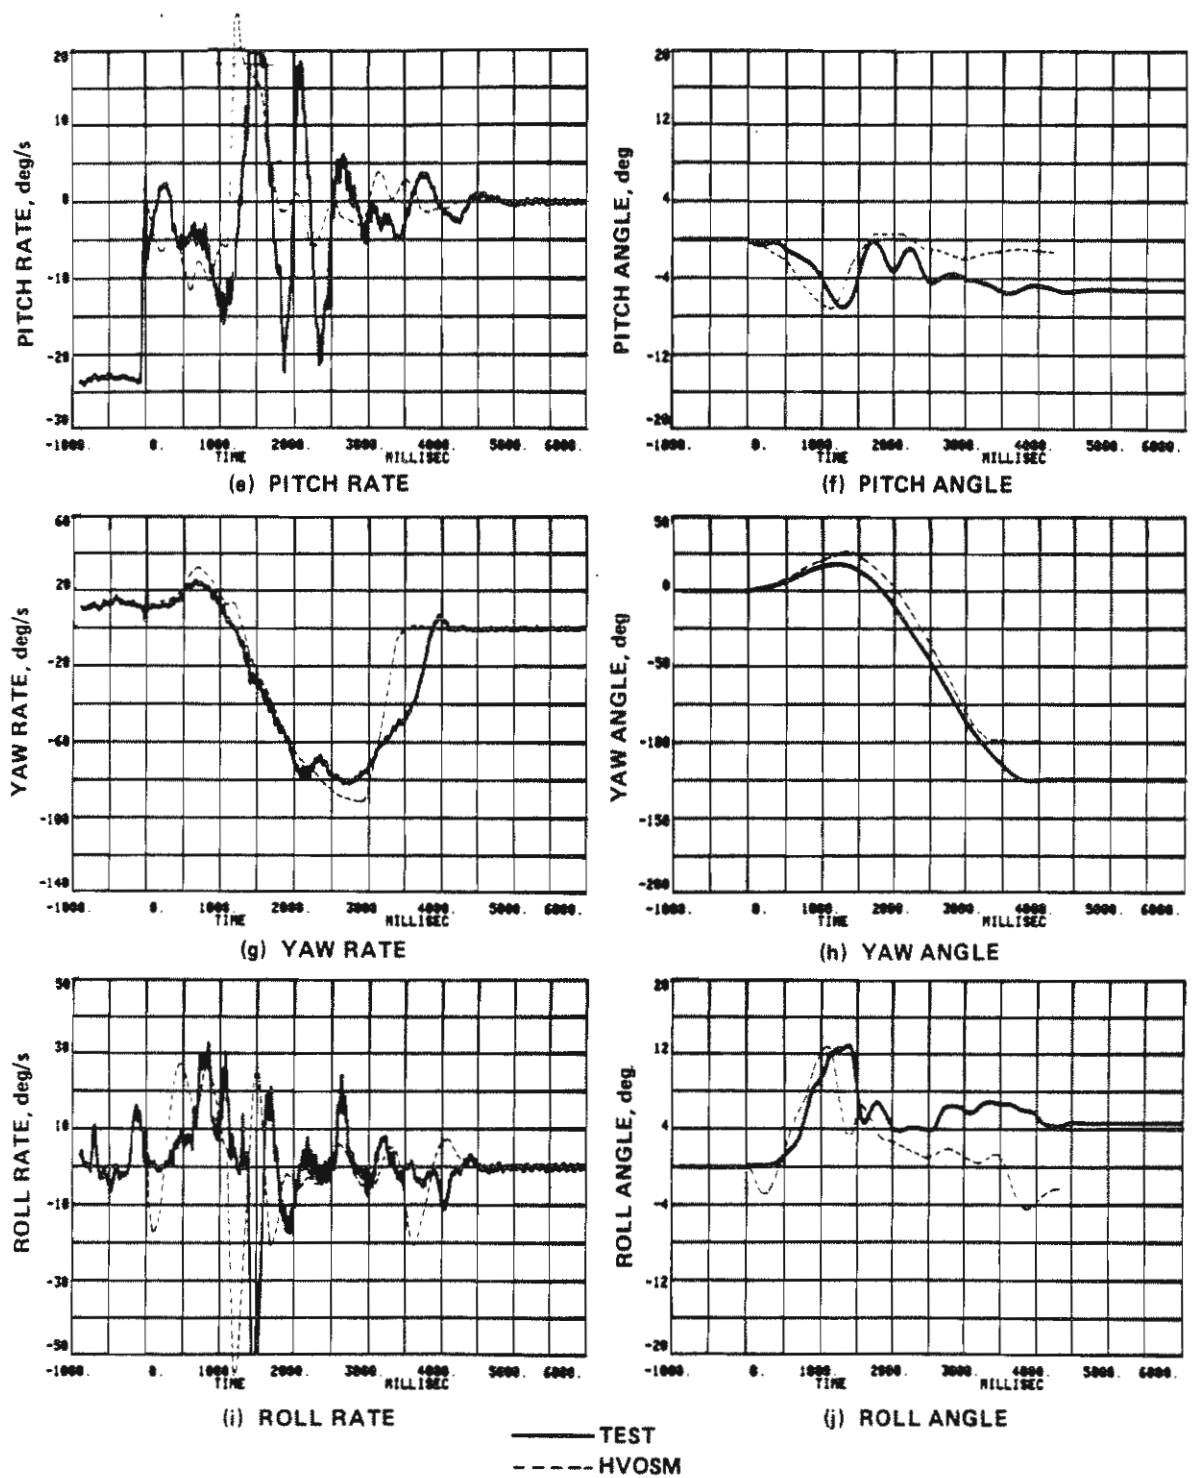 PITCH RATE, deg/s
20
10
0
-10
-20
-30
-1000. 0. 1000. 2000. 3000. 4000. 5000. 6000.
TIME MILLISEC
(e) PITCH RATE
PITCH ANGLE, deg
20
12
4
-4
-12
-20
-1000. 0. 1000. 2000. 3000. 4000. 5000. 6000.
TIME MILLISEC
(f) PITCH ANGLE
YAW RATE, deg/s
60
20
-20
-60
-100
-140
-1000. 0. 1000. 2000. 3000. 4000. 5000. 6000.
TIME MILLISEC
(g) YAW RATE
YAW ANGLE, deg
50
0
-50
-100
-150
-200
-1000. 0. 1000. 2000. 3000. 4000. 5000. 6000.
TIME MILLISEC
(h) YAW ANGLE
ROLL RATE, deg/s
50
30
10
-10
-30
-50
-1000. 0. 1000. 2000. 3000. 4000. 5000. 6000.
TIME MILLISEC
(i) ROLL RATE
ROLL ANGLE, deg.
20
12
4
-4
-12
-20
-1000. 0. 1000. 2000. 3000. 4000. 5000. 6000.
TIME MILLISEC
(j) ROLL ANGLE
TEST
HVOSM